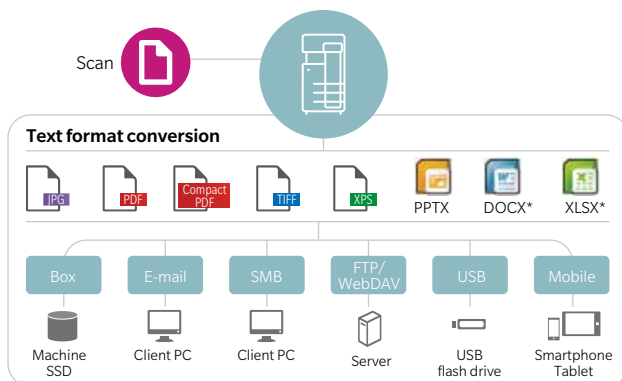 Scan
Text format conversion
JPG
PDF
Compact
PDF
TIFF
XPS
PPTX
DOCX*
XLSX*
Box
E-mail
SMB
FTP/
WebDAV
USB
Mobile
Machine
SSD
Client PC
Client PC
Server
USB
flash drive
Smartphone
Tablet